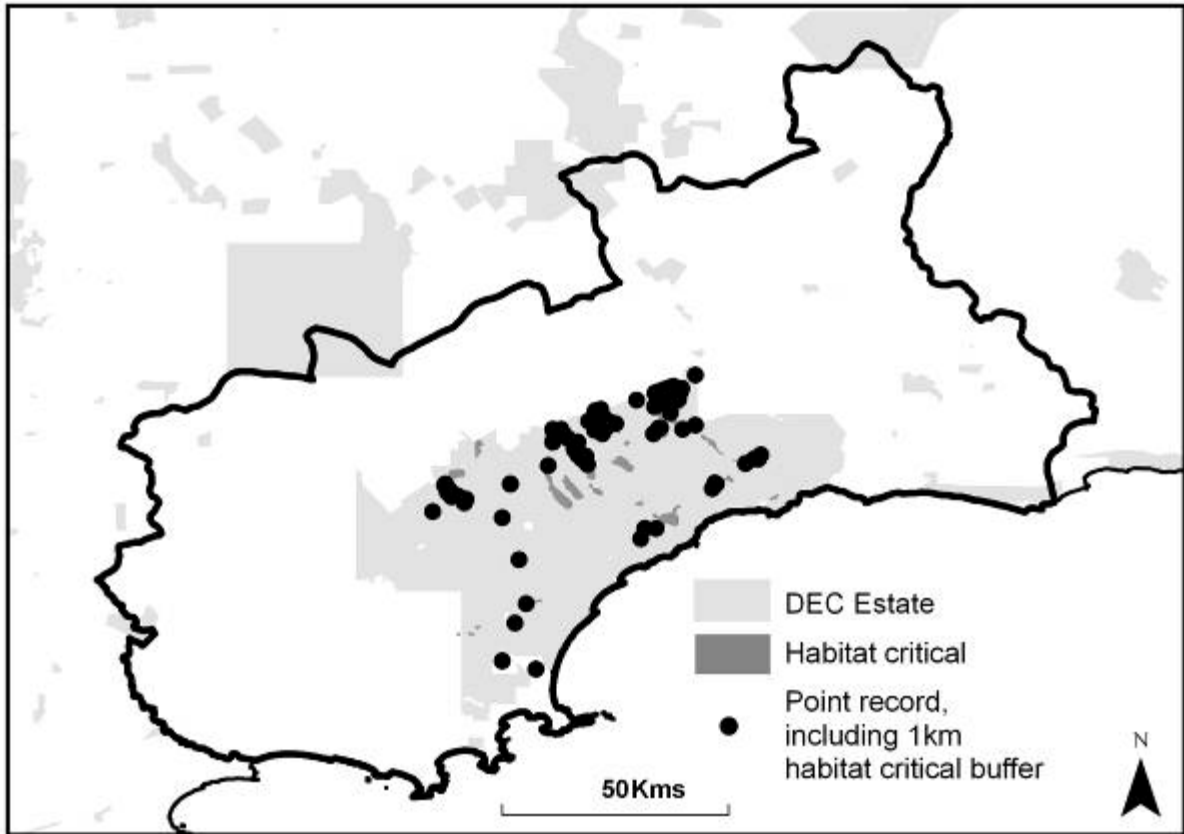 DEC Estate
Habitat critical
Point record,
including 1km
habitat critical buffer
50Kms
N